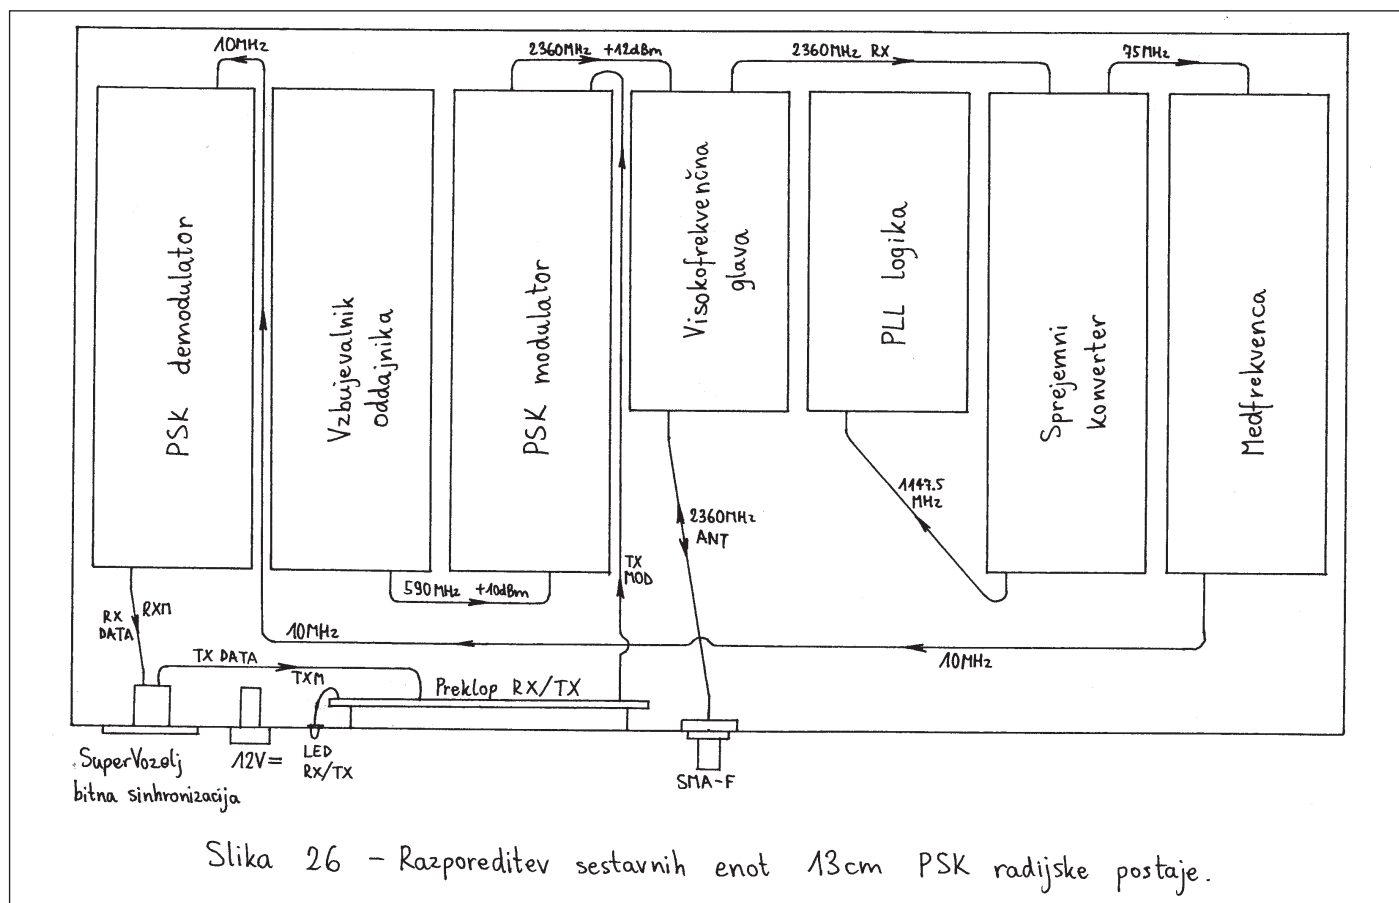 10MHz
2360MHz +12dBm
2360MHz RX
75MHz
PSK demodulator
Vzbujevalnik
oddajnika
PSK modulator
Visokofrekvenčna
glava
PLL logika
Sprejemni
konverter
Medfrekvenca
1147.5
MHz
2360MHz
ANT
TX
MOD
590MHz +10dBm
RX
DATA
RXM
10MHz
10MHz
TX DATA
TXM
Preklop RX/TX
SuperVozelj
bitna sinhronizacija
12V=
LED
RX/TX
SMA-F
Slika 26 - Razporeditev sestavnih enot 13cm PSK radijske postaje.